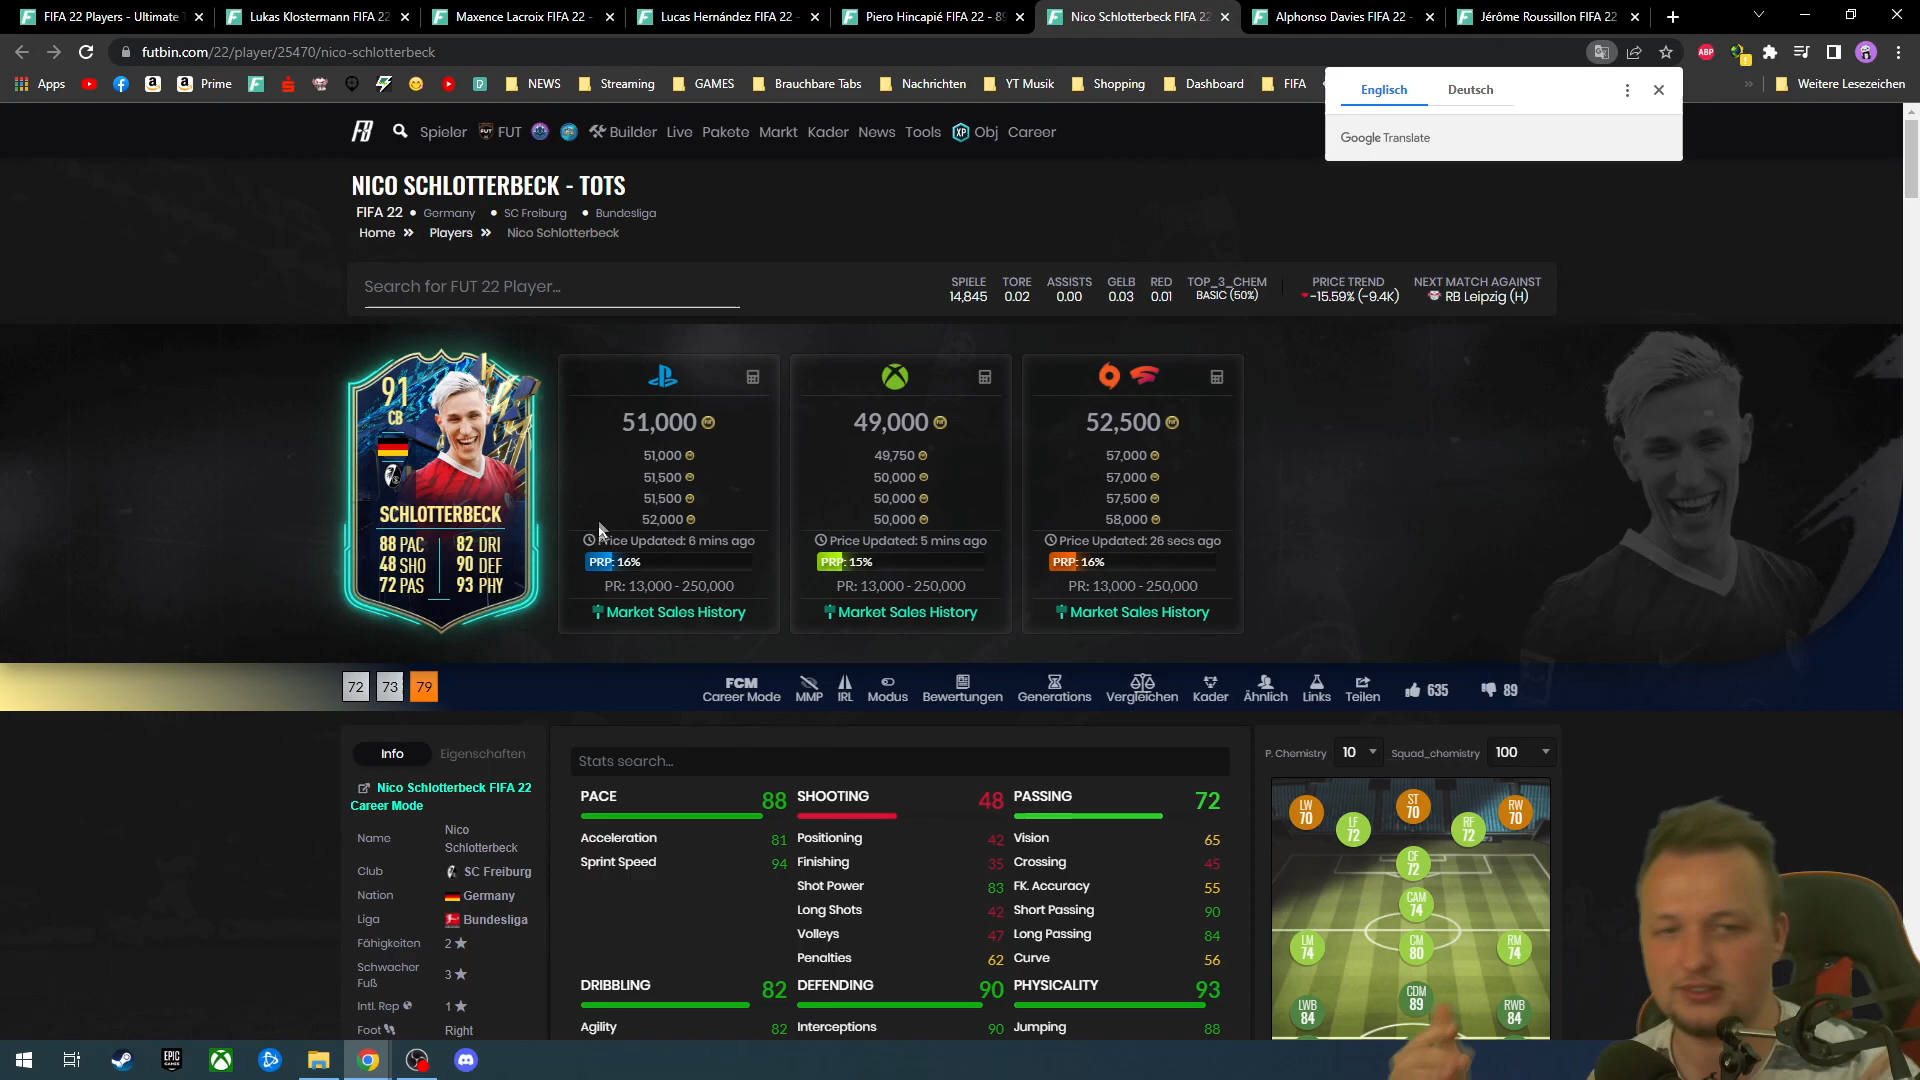 FIFA 22 Players - Ultimate T
Lukas Klostermann FIFA 22
Maxence Lacroix FIFA 22 -
Lucas Hernández FIFA 22 -
Piero Hincapié FIFA 22 - 89
Nico Schlotterbeck FIFA 22
Alphonso Davies FIFA 22 -
Jérôme Roussillon FIFA 22
futbin.com/22/player/25470/nico-schlotterbeck
ABP
Apps Prime NEWS Streaming GAMES Brauchbare Tabs Nachrichten YT Musik Shopping Dashboard FIFA Weitere Lesezeichen
Englisch Deutsch
Google Translate
Spieler FUT Builder Live Pakete Markt Kader News Tools XP Obj Career
NICO SCHLOTTERBECK - TOTS
FIFA 22 • Germany • SC Freiburg • Bundesliga
Home » Players » Nico Schlotterbeck
Search for FUT 22 Player...
SPIELE 14,845
TORE 0.02
ASSISTS 0.00
GELB 0.03
RED 0.01
TOP_3_CHEM BASIC (50%)
PRICE TREND -15.59% (-9.4K)
NEXT MATCH AGAINST RB Leipzig (H)
91
CB
SCHLOTTERBECK
88 PAC 82 DRI
48 SHO 90 DEF
72 PAS 93 PHY
51,000
51,000
51,500
51,500
52,000
Price Updated: 6 mins ago
PRP: 16%
PR: 13,000 - 250,000
Market Sales History
49,000
49,750
50,000
50,000
50,000
Price Updated: 5 mins ago
PRP: 15%
PR: 13,000 - 250,000
Market Sales History
52,500
57,000
57,000
57,500
58,000
Price Updated: 26 secs ago
PRP: 16%
PR: 13,000 - 250,000
Market Sales History
72 73 79
FCM
Career Mode MMP IRL Modus Bewertungen Generations Vergleichen Kader Ähnlich Links Teilen 635 89
Info Eigenschaften
Nico Schlotterbeck FIFA 22
Career Mode
Name Nico
Schlotterbeck
Club SC Freiburg
Nation Germany
Liga Bundesliga
Fähigkeiten 2
Schwacher
Fuß 3
Intl. Rep 1
Foot Right
Stats search...
PACE 88
Acceleration 81
Sprint Speed 94
SHOOTING 48
Positioning 42
Finishing 35
Shot Power 83
Long Shots 42
Volleys 47
Penalties 62
PASSING 72
Vision 65
Crossing 45
FK. Accuracy 55
Short Passing 90
Long Passing 84
Curve 56
DRIBBLING 82
Agility 82
DEFENDING 90
Interceptions 90
PHYSICALITY 93
Jumping 88
P. Chemistry 10 Squad_chemistry 100
LW 70
ST 70
RW 70
LF 72
RF 72
CF 72
CAM 74
LM 74
CM 80
RM 74
LWB 84
CDM 89
RWB 84
EPIC GAMES